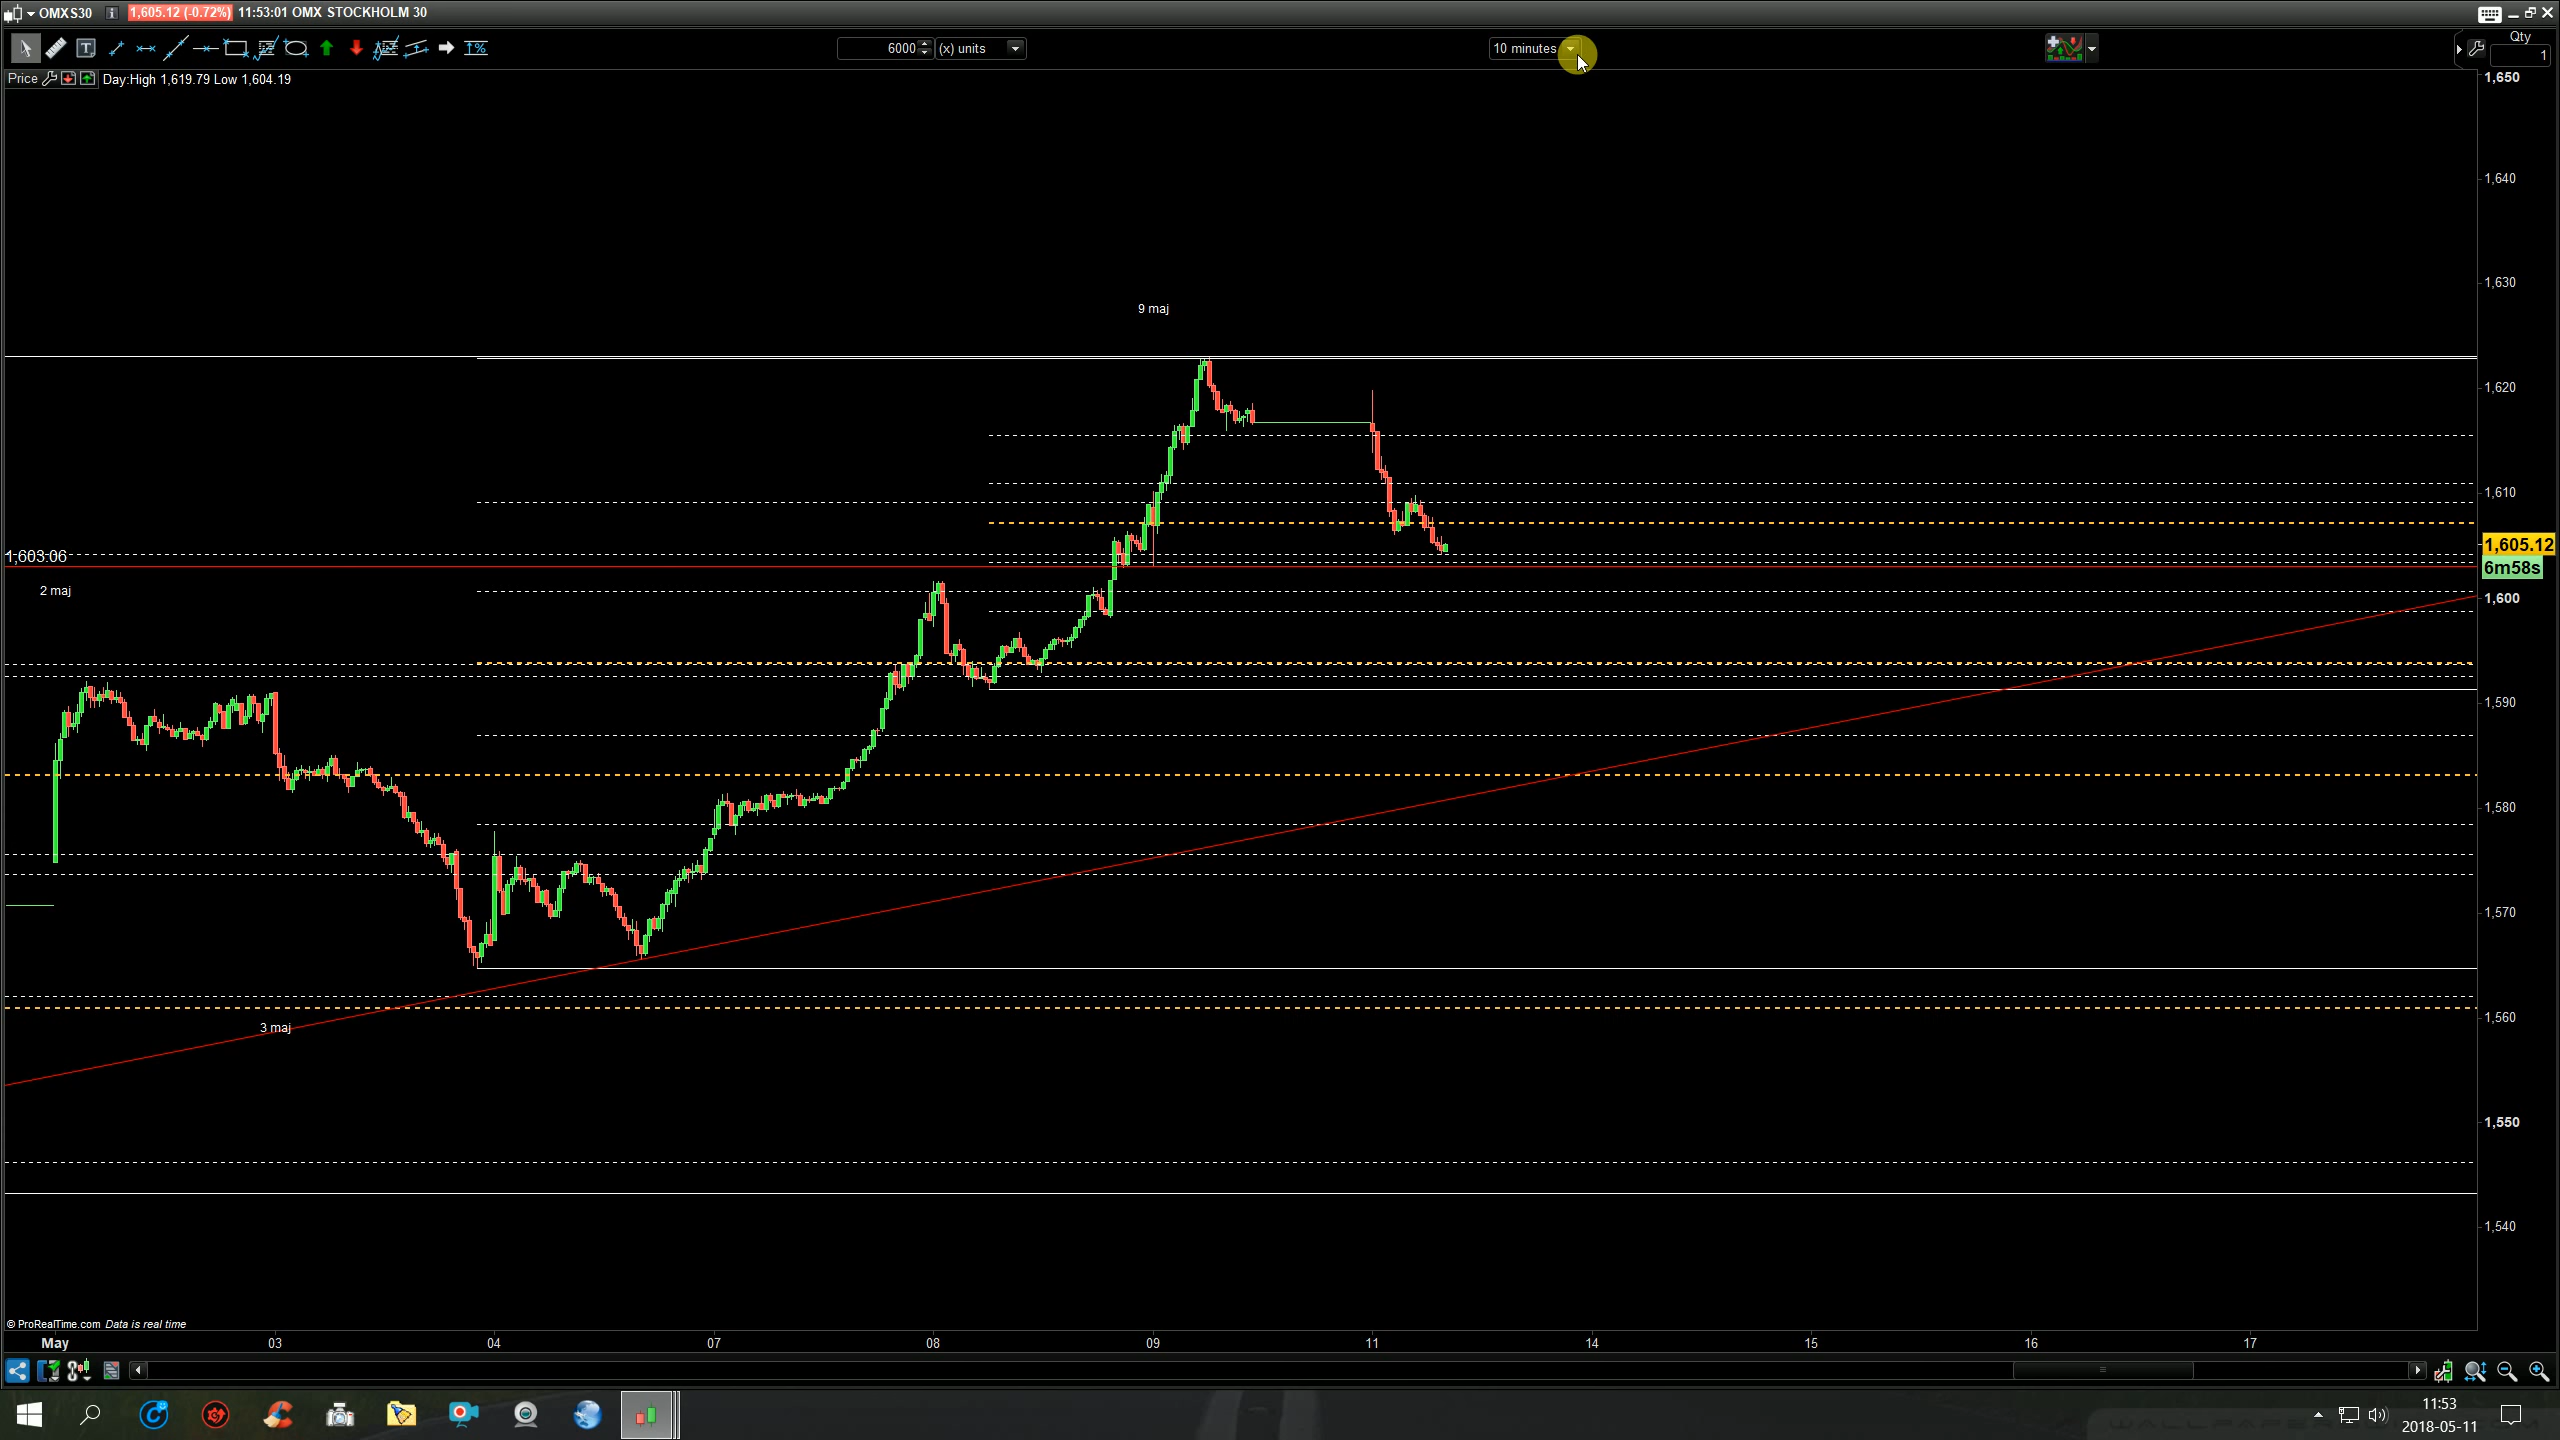 OMXS30 1,605.12 (-0.72%) 11:53:01 OMX STOCKHOLM 30
6000 (x) units 10 minutes Qty
1
Price Day:High 1,619.79 Low 1,604.19
1,650
1,640
1,630
9 maj
1,620
1,610
1,605.12
1,603.06
6m58s
2 maj
1,600
1,590
1,580
1,570
1,560
3 maj
1,550
1,540
© ProRealTime.com Data is real time
May 03 04 07 08 09 11 14 15 16 17
11:53
2018-05-11